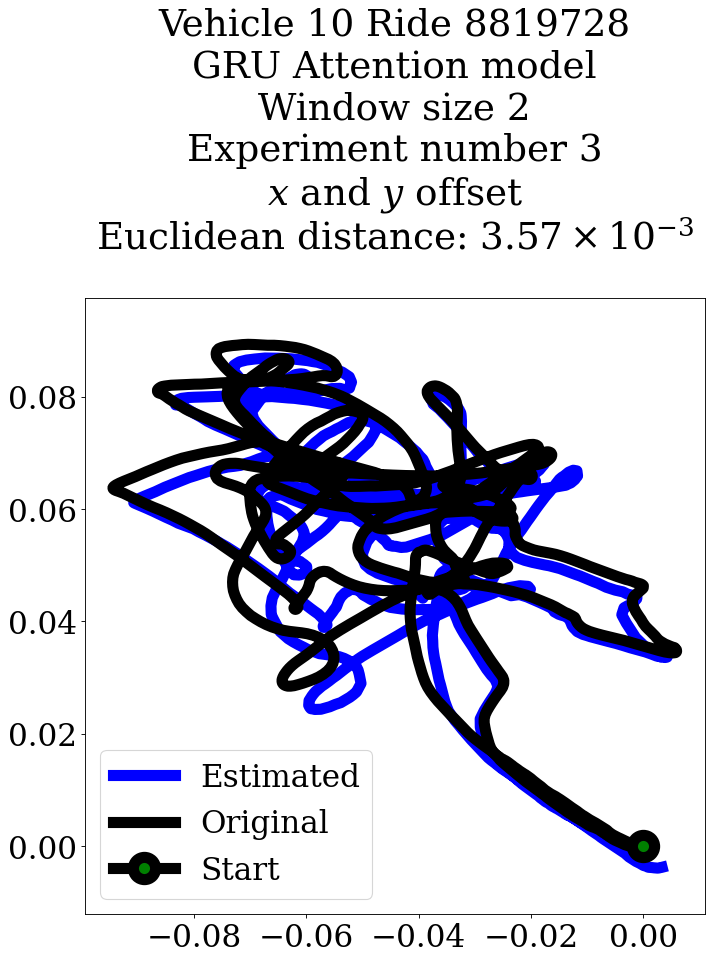 Vehicle 10 Ride 8819728
GRU Attention model
Window size 2
Experiment number 3
x and y offset
Euclidean distance: 3.57 × 10⁻³
0.08
0.06
0.04
0.02
0.00
Estimated
Original
Start
−0.08 −0.06 −0.04 −0.02 0.00